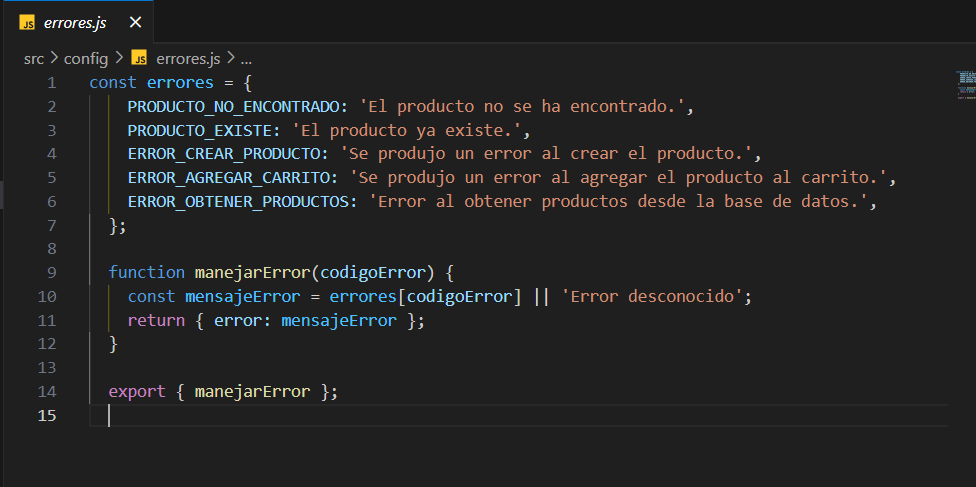 JS errores.js ×
src > config > JS errores.js > ...
1 const errores = {
2 PRODUCTO_NO_ENCONTRADO: 'El producto no se ha encontrado.',
3 PRODUCTO_EXISTE: 'El producto ya existe.',
4 ERROR_CREAR_PRODUCTO: 'Se produjo un error al crear el producto.',
5 ERROR_AGREGAR_CARRITO: 'Se produjo un error al agregar el producto al carrito.',
6 ERROR_OBTENER_PRODUCTOS: 'Error al obtener productos desde la base de datos.',
7 };
8
9 function manejarError(codigoError) {
10 const mensajeError = errores[codigoError] || 'Error desconocido';
11 return { error: mensajeError };
12 }
13
14 export { manejarError };
15